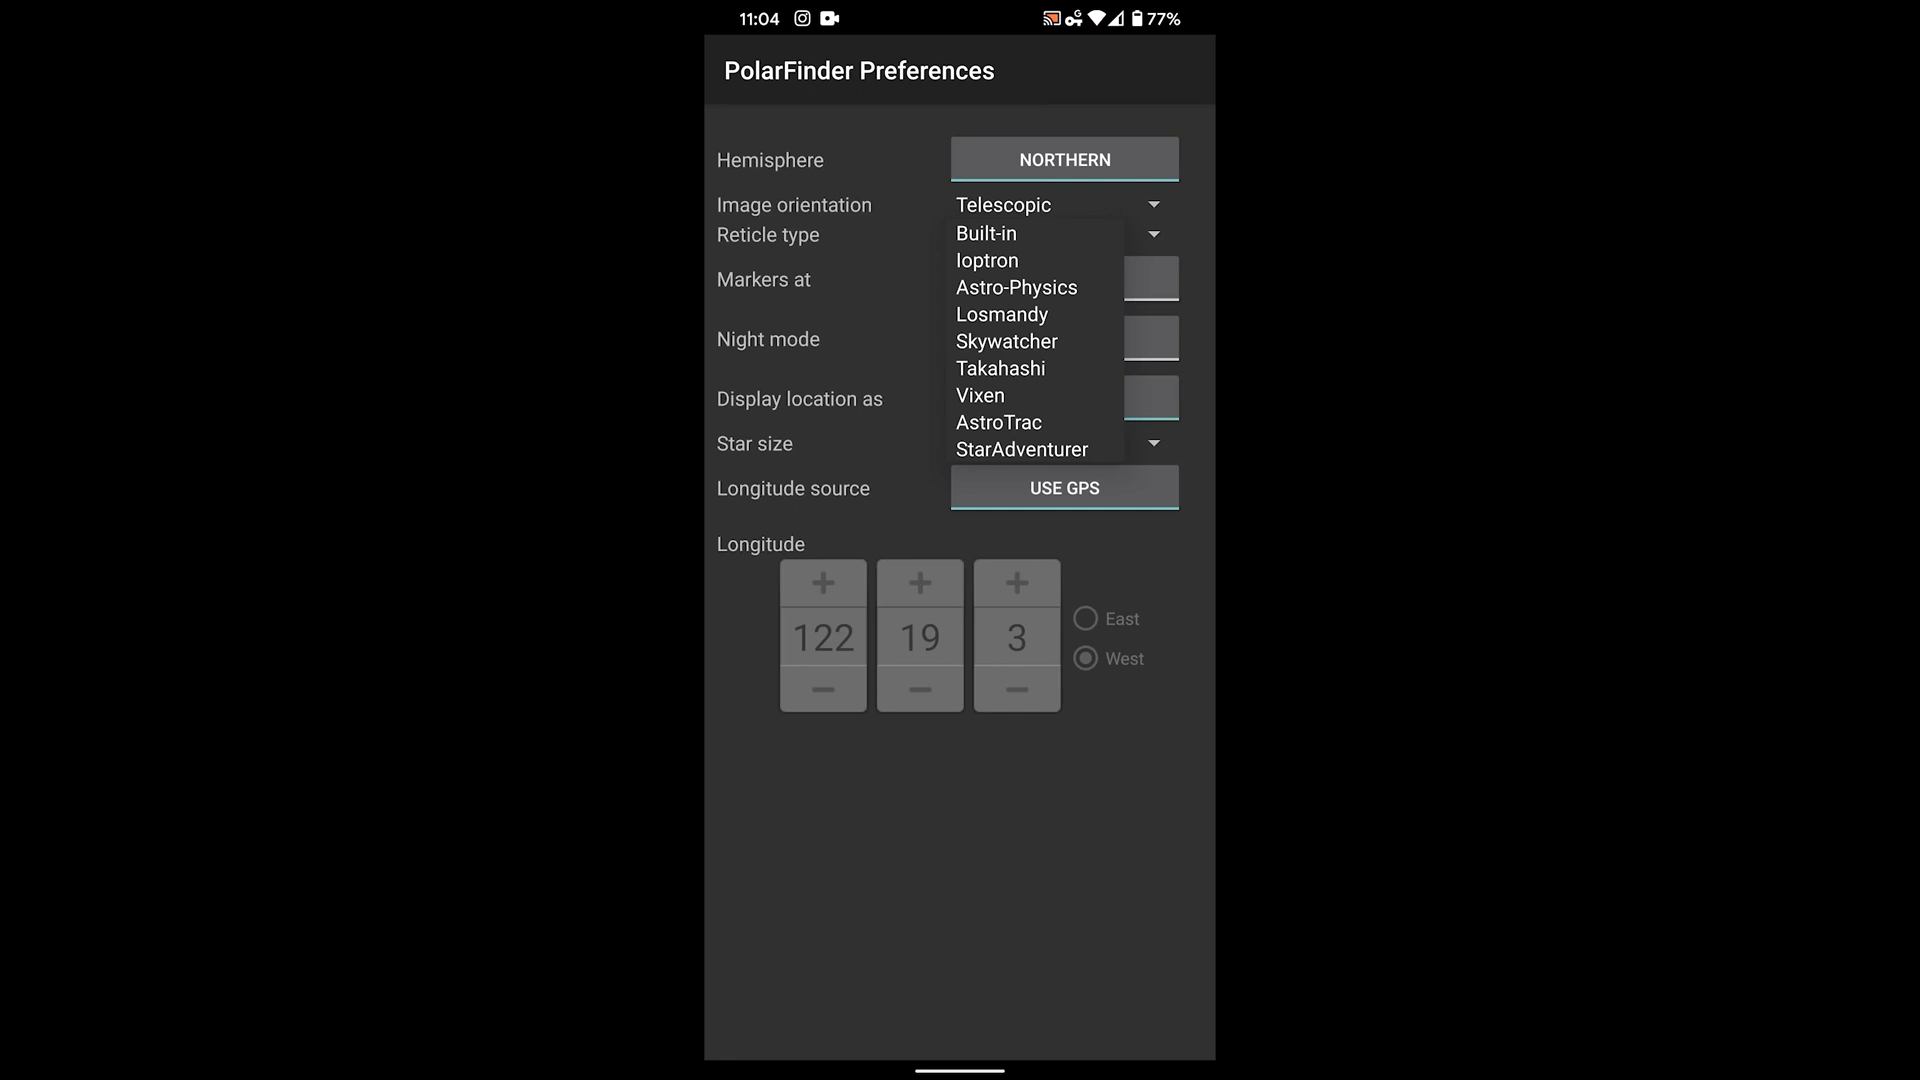 11:04 77%
PolarFinder Preferences
Hemisphere NORTHERN
Image orientation Telescopic
Reticle type Built-in
Ioptron
Markers at Astro-Physics
Losmandy
Night mode Skywatcher
Takahashi
Display location as Vixen
AstroTrac
Star size StarAdventurer
Longitude source USE GPS
Longitude
+ + +
122 19 3 East
West
− − −